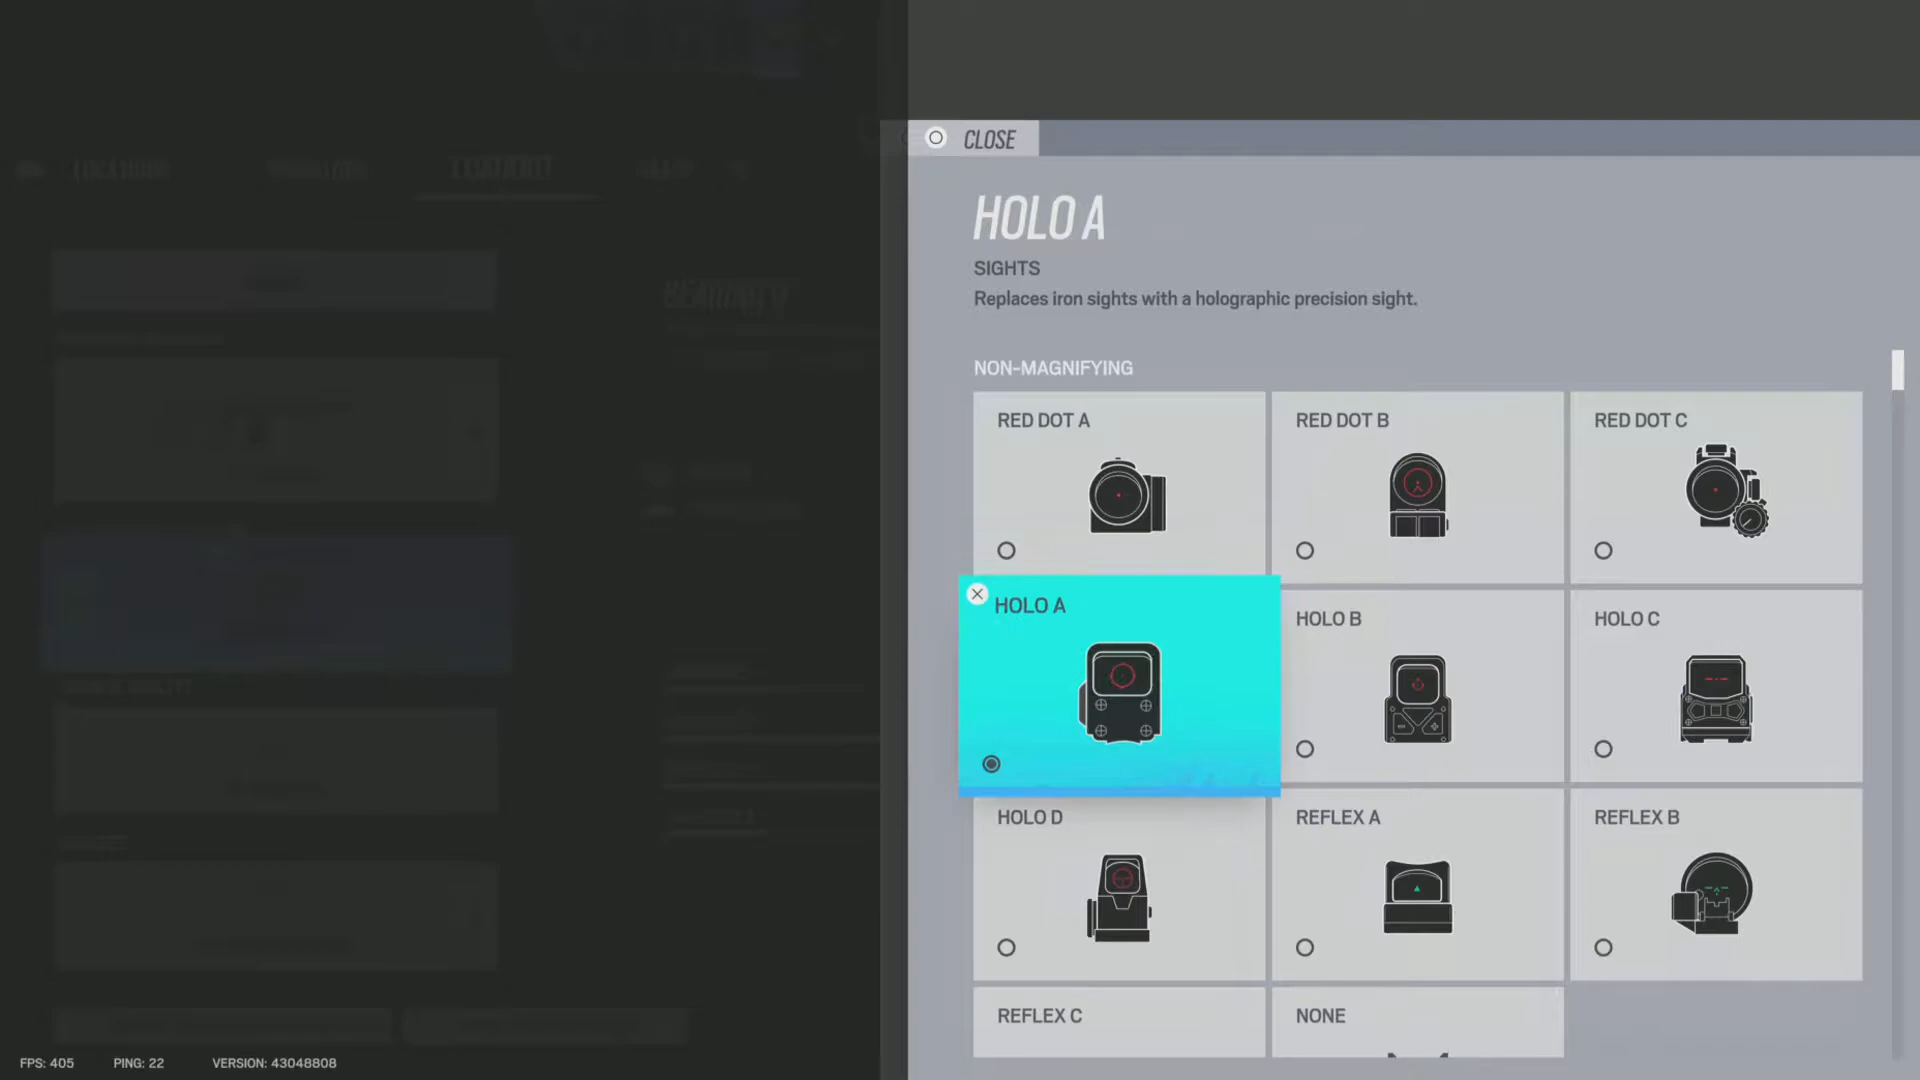 CLOSE
HOLO A
SIGHTS
Replaces iron sights with a holographic precision sight.
NON-MAGNIFYING
RED DOT A
RED DOT B
RED DOT C
HOLO A
HOLO B
HOLO C
HOLO D
REFLEX A
REFLEX B
REFLEX C
NONE
FPS: 405
PING: 22
VERSION: 43048808